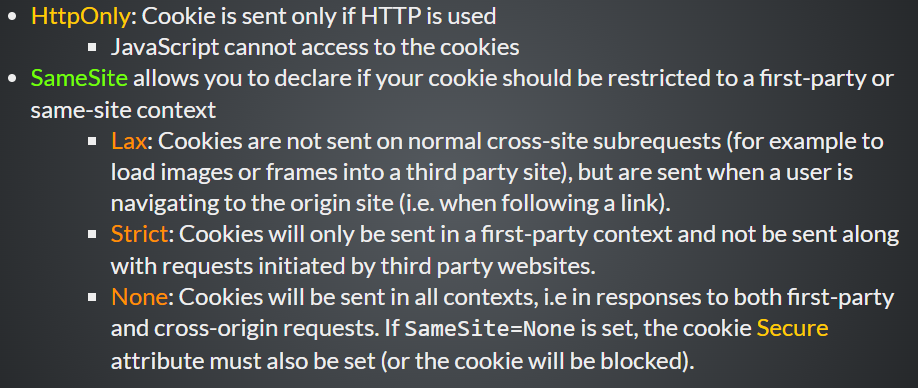 HttpOnly: Cookie is sent only if HTTP is used
JavaScript cannot access to the cookies
SameSite allows you to declare if your cookie should be restricted to a first-party or
same-site context
Lax: Cookies are not sent on normal cross-site subrequests (for example to
load images or frames into a third party site), but are sent when a user is
navigating to the origin site (i.e. when following a link).
Strict: Cookies will only be sent in a first-party context and not be sent along
with requests initiated by third party websites.
None: Cookies will be sent in all contexts, i.e in responses to both first-party
and cross-origin requests. If SameSite=None is set, the cookie Secure
attribute must also be set (or the cookie will be blocked).